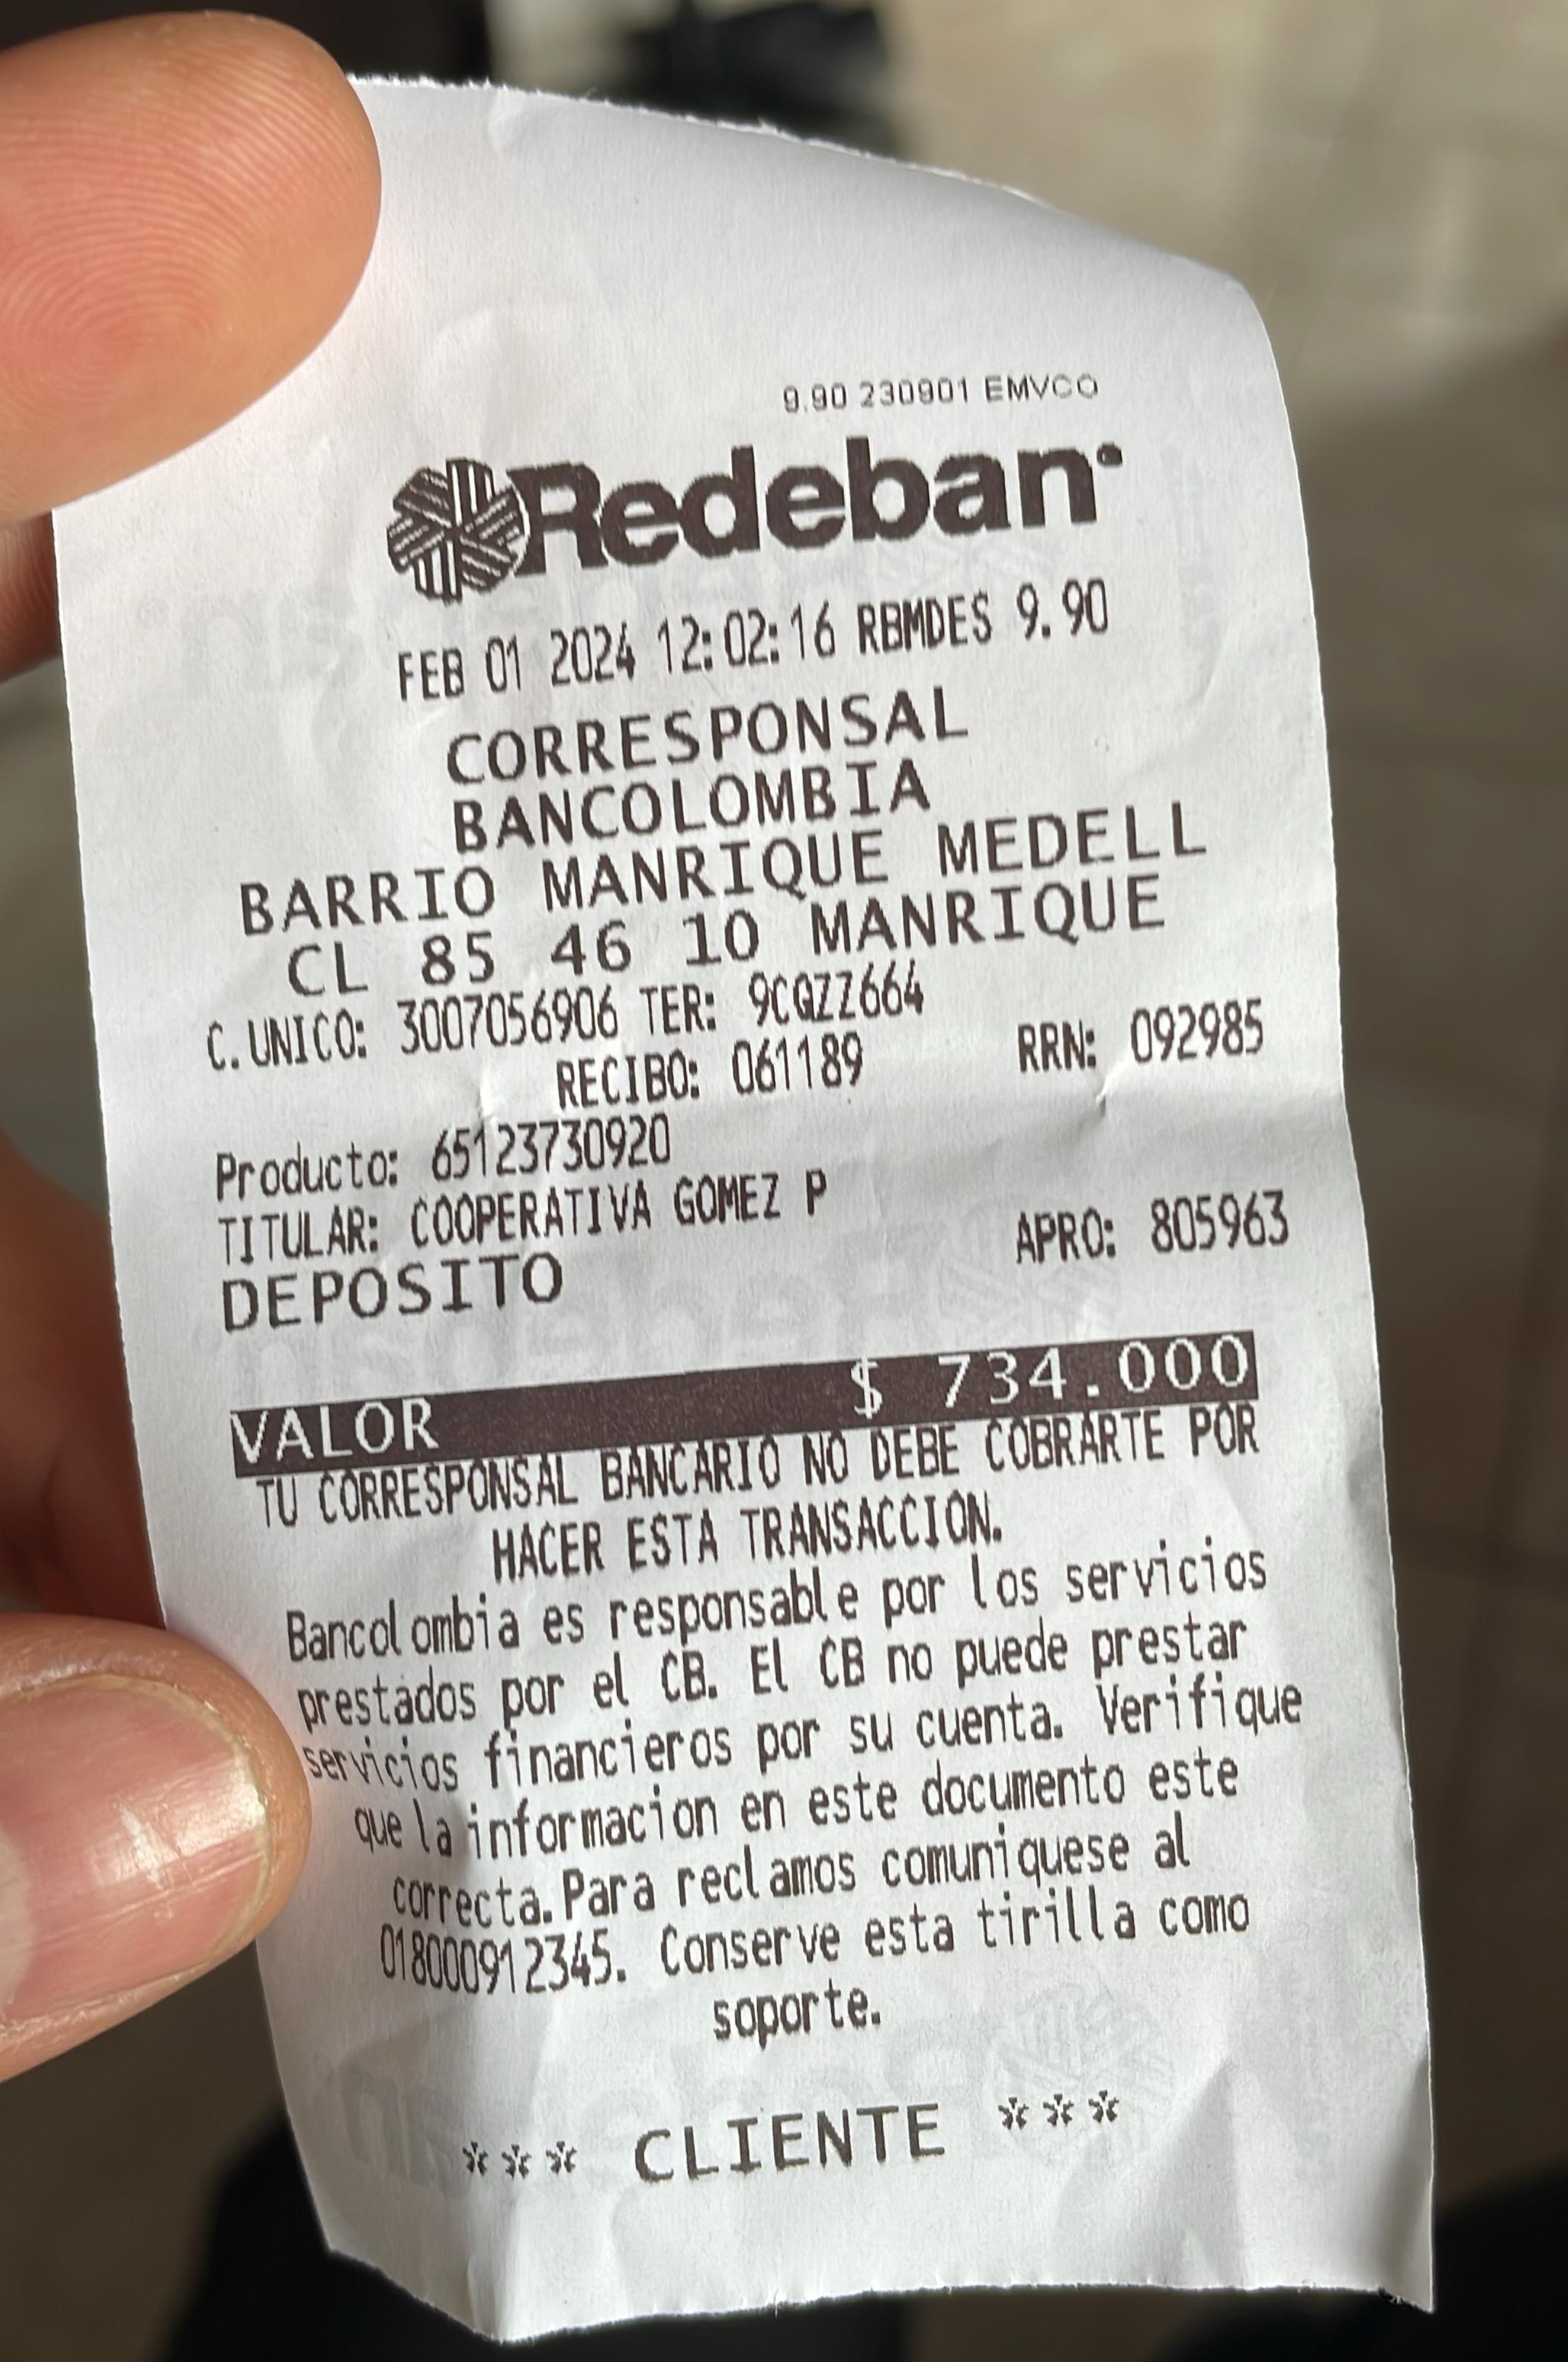 9.90 230901 EMVCO
Redeban
FEB 01 2024 12:02:16 RBMDES 9.90
CORRESPONSAL
BANCOLOMBIA
BARRIO MANRIQUE MEDELL
CL 85 46 10 MANRIQUE
C.UNICO: 3007056906 TER: 9CQZZ664
RECIBO: 061189 RRN: 092985
Producto: 65123730920
TITULAR: COOPERATIVA GOMEZ P
DEPOSITO APRO: 805963
VALOR $ 734.000
TU CORRESPONSAL BANCARIO NO DEBE COBRARTE POR
HACER ESTA TRANSACCION.
Bancolombia es responsable por los servicios
prestados por el CB. El CB no puede prestar
servicios financieros por su cuenta. Verifique
que la informacion en este documento este
correcta.Para reclamos comuniquese al
018000912345. Conserve esta tirilla como
soporte.
*** CLIENTE ***